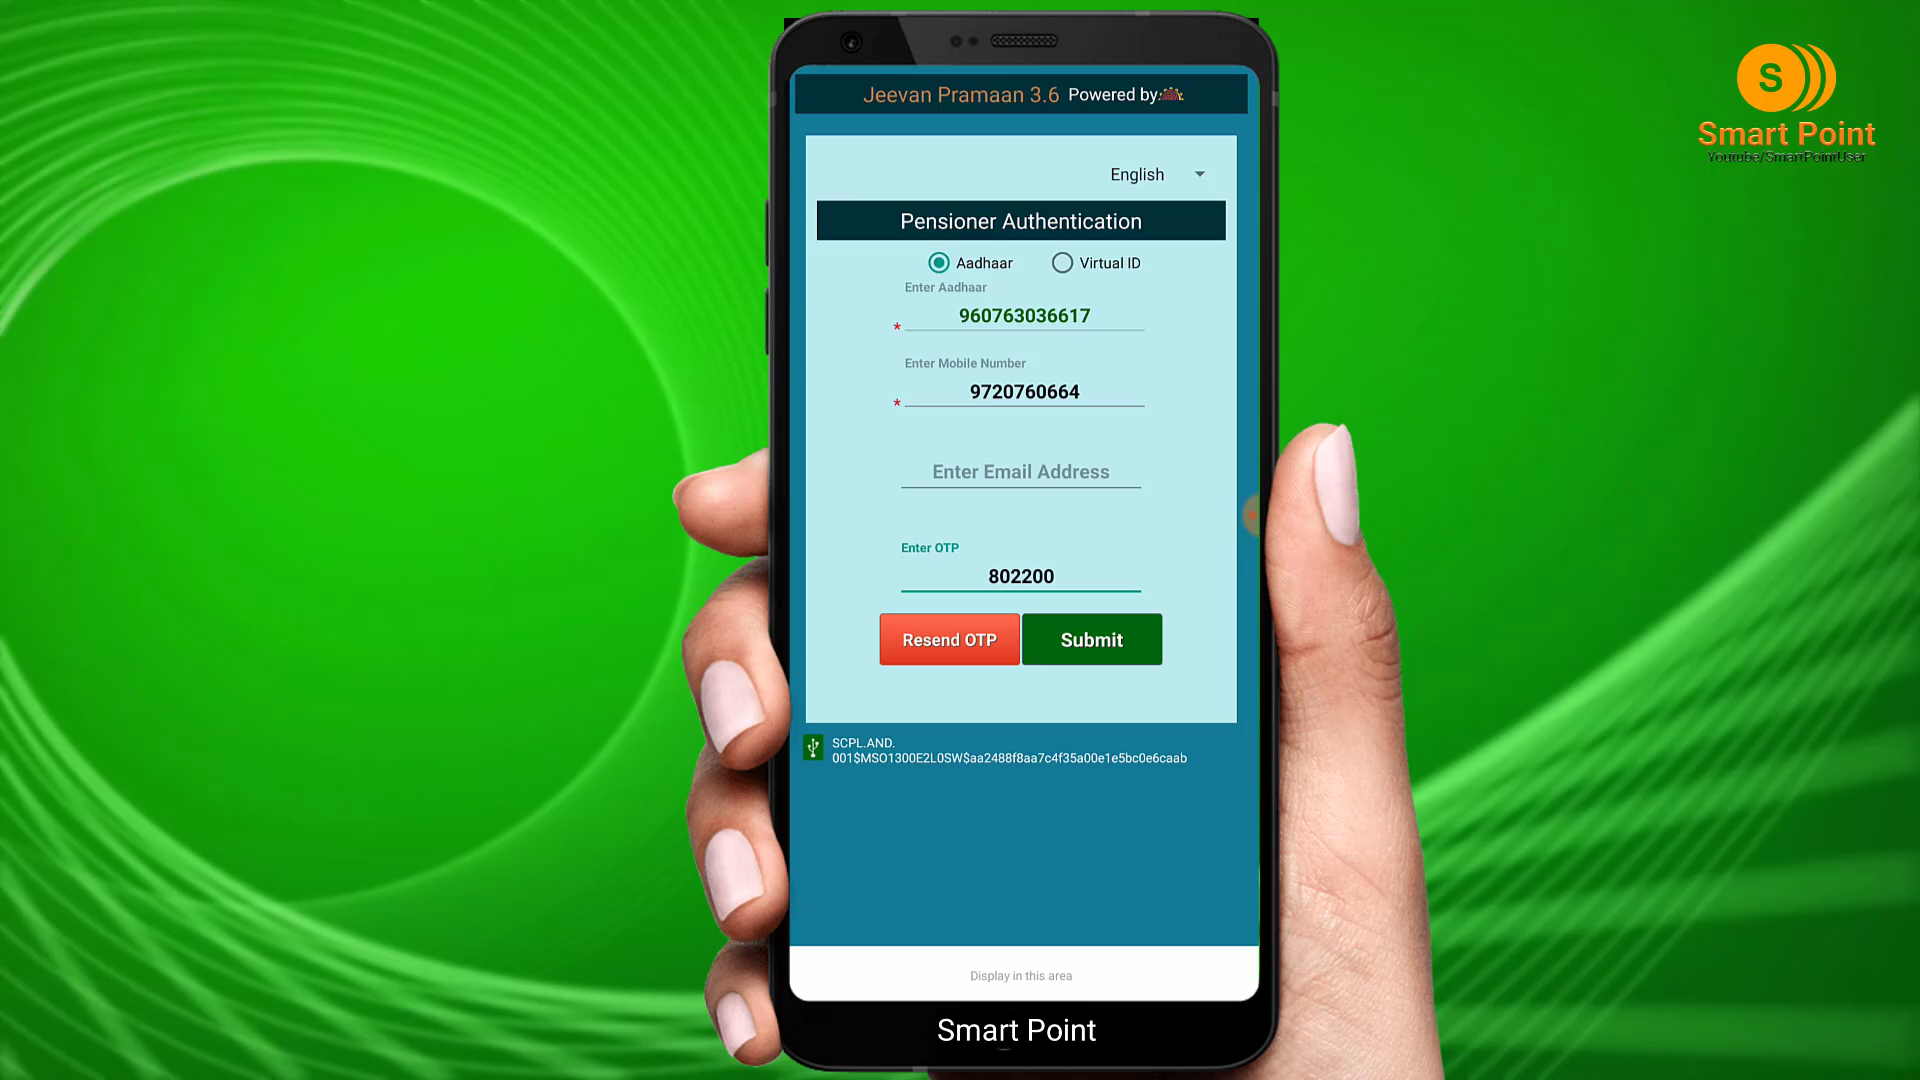 Jeevan Pramaan 3.6 Powered by
S
Smart Point
Youtube/SmartPointUser
English
Pensioner Authentication
Aadhaar
Virtual ID
Enter Aadhaar
* 960763036617
Enter Mobile Number
* 9720760664
Enter Email Address
Enter OTP
802200
Resend OTP
Submit
SCPL.AND.
001$MSO1300E2L0SW$aa2488f8aa7c4f35a00e1e5bc0e6caab
Display in this area
Smart Point